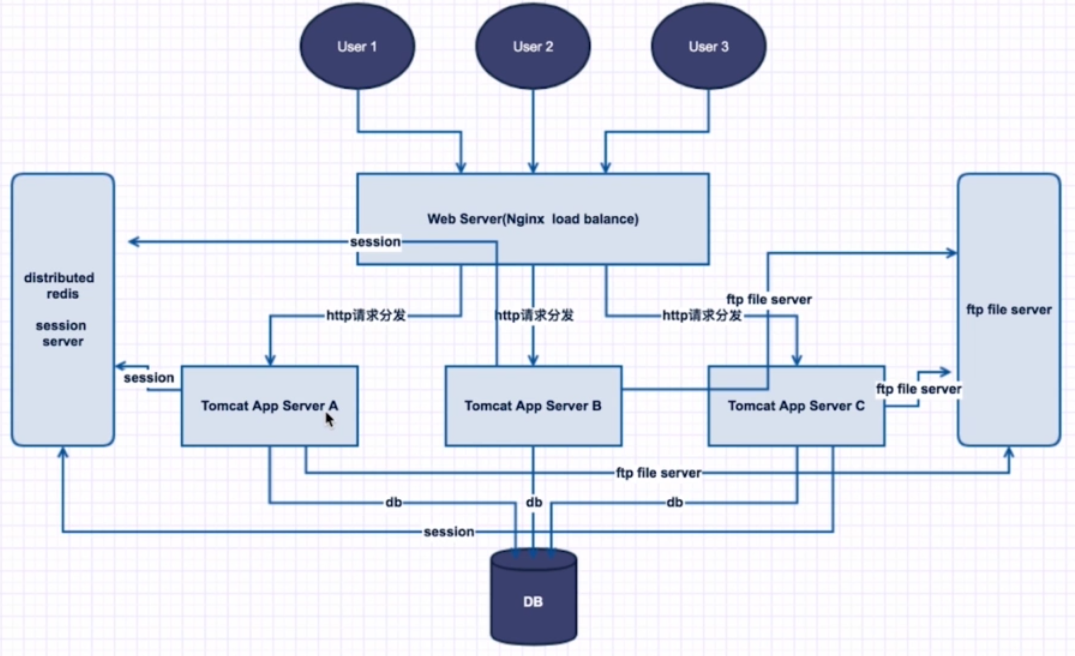 User 1
User 2
User 3
Web Server(Nginx  load balance)
session
distributed
redis
session
server
ftp file server
http请求分发
http请求分发
http请求分发
ftp file server
session
Tomcat App Server A
Tomcat App Server B
Tomcat App Server C
ftp file server
ftp file server
db
db
db
session
DB